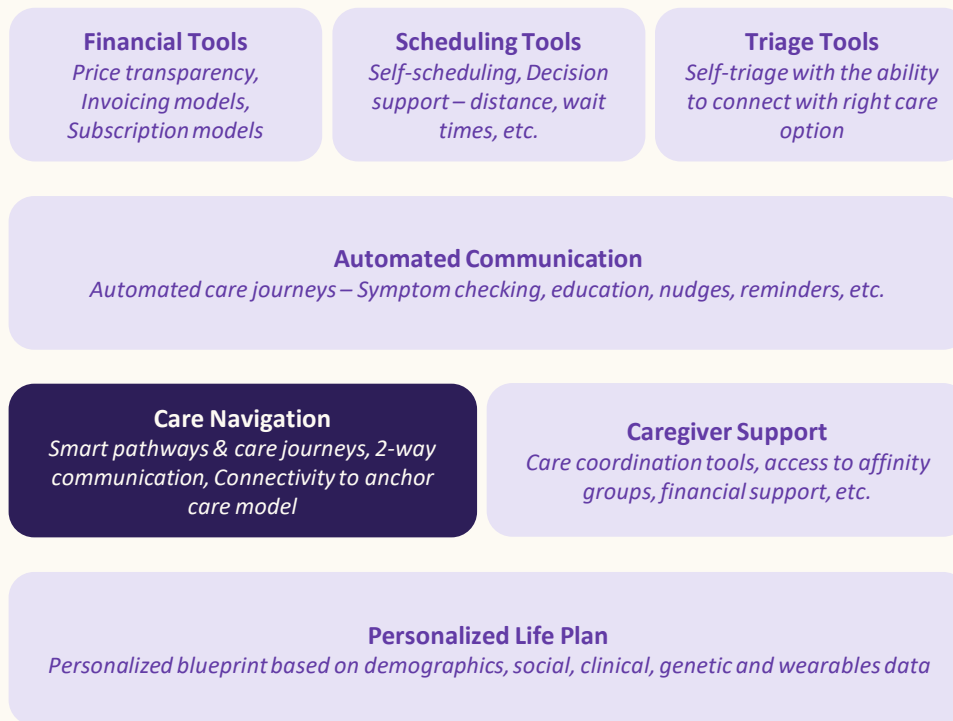 Financial Tools
Price transparency,
Invoicing models,
Subscription models
Scheduling Tools
Self-scheduling, Decision
support – distance, wait
times, etc.
Triage Tools
Self-triage with the ability
to connect with right care
option
Automated Communication
Automated care journeys – Symptom checking, education, nudges, reminders, etc.
Care Navigation
Smart pathways & care journeys, 2-way
communication, Connectivity to anchor
care model
Caregiver Support
Care coordination tools, access to affinity
groups, financial support, etc.
Personalized Life Plan
Personalized blueprint based on demographics, social, clinical, genetic and wearables data